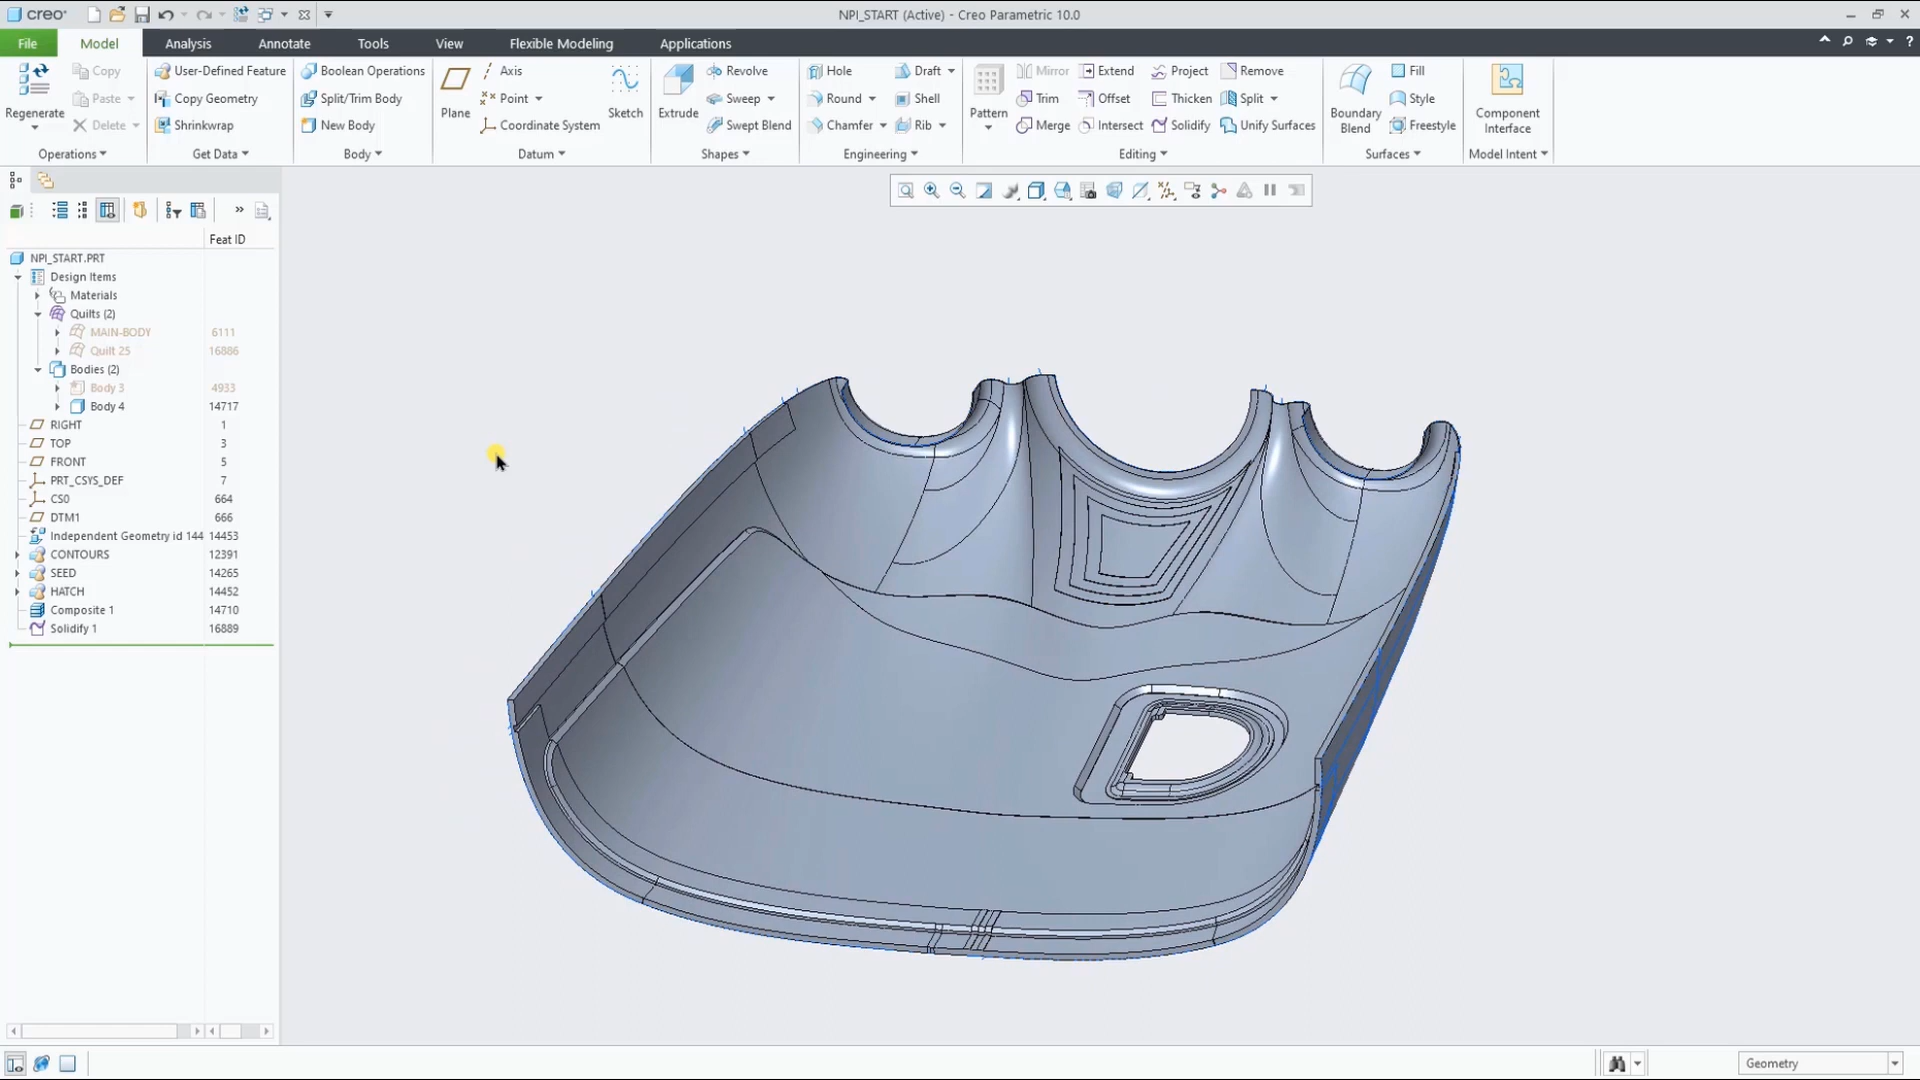 creo
NPI_START (Active) - Creo Parametric 10.0
File Model Analysis Annotate Tools View Flexible Modeling Applications
Regenerate
Copy
Paste
Delete
Operations
User-Defined Feature
Copy Geometry
Shrinkwrap
Get Data
Boolean Operations
Split/Trim Body
New Body
Body
Plane
Axis
Point
Coordinate System
Sketch
Datum
Extrude
Revolve
Sweep
Swept Blend
Shapes
Hole
Round
Chamfer
Draft
Shell
Rib
Engineering
Pattern
Mirror
Trim
Merge
Extend
Offset
Intersect
Project
Thicken
Solidify
Remove
Split
Unify Surfaces
Editing
Boundary
Blend
Fill
Style
Freestyle
Surfaces
Component
Interface
Model Intent
Feat ID
NPI_START.PRT
Design Items
Materials
Quilts (2)
MAIN-BODY 6111
Quilt 25 16886
Bodies (2)
Body 3 4933
Body 4 14717
RIGHT 1
TOP 3
FRONT 5
PRT_CSYS_DEF 7
CS0 664
DTM1 666
Independent Geometry id 144 14453
CONTOURS 12391
SEED 14265
HATCH 14452
Composite 1 14710
Solidify 1 16889
Geometry